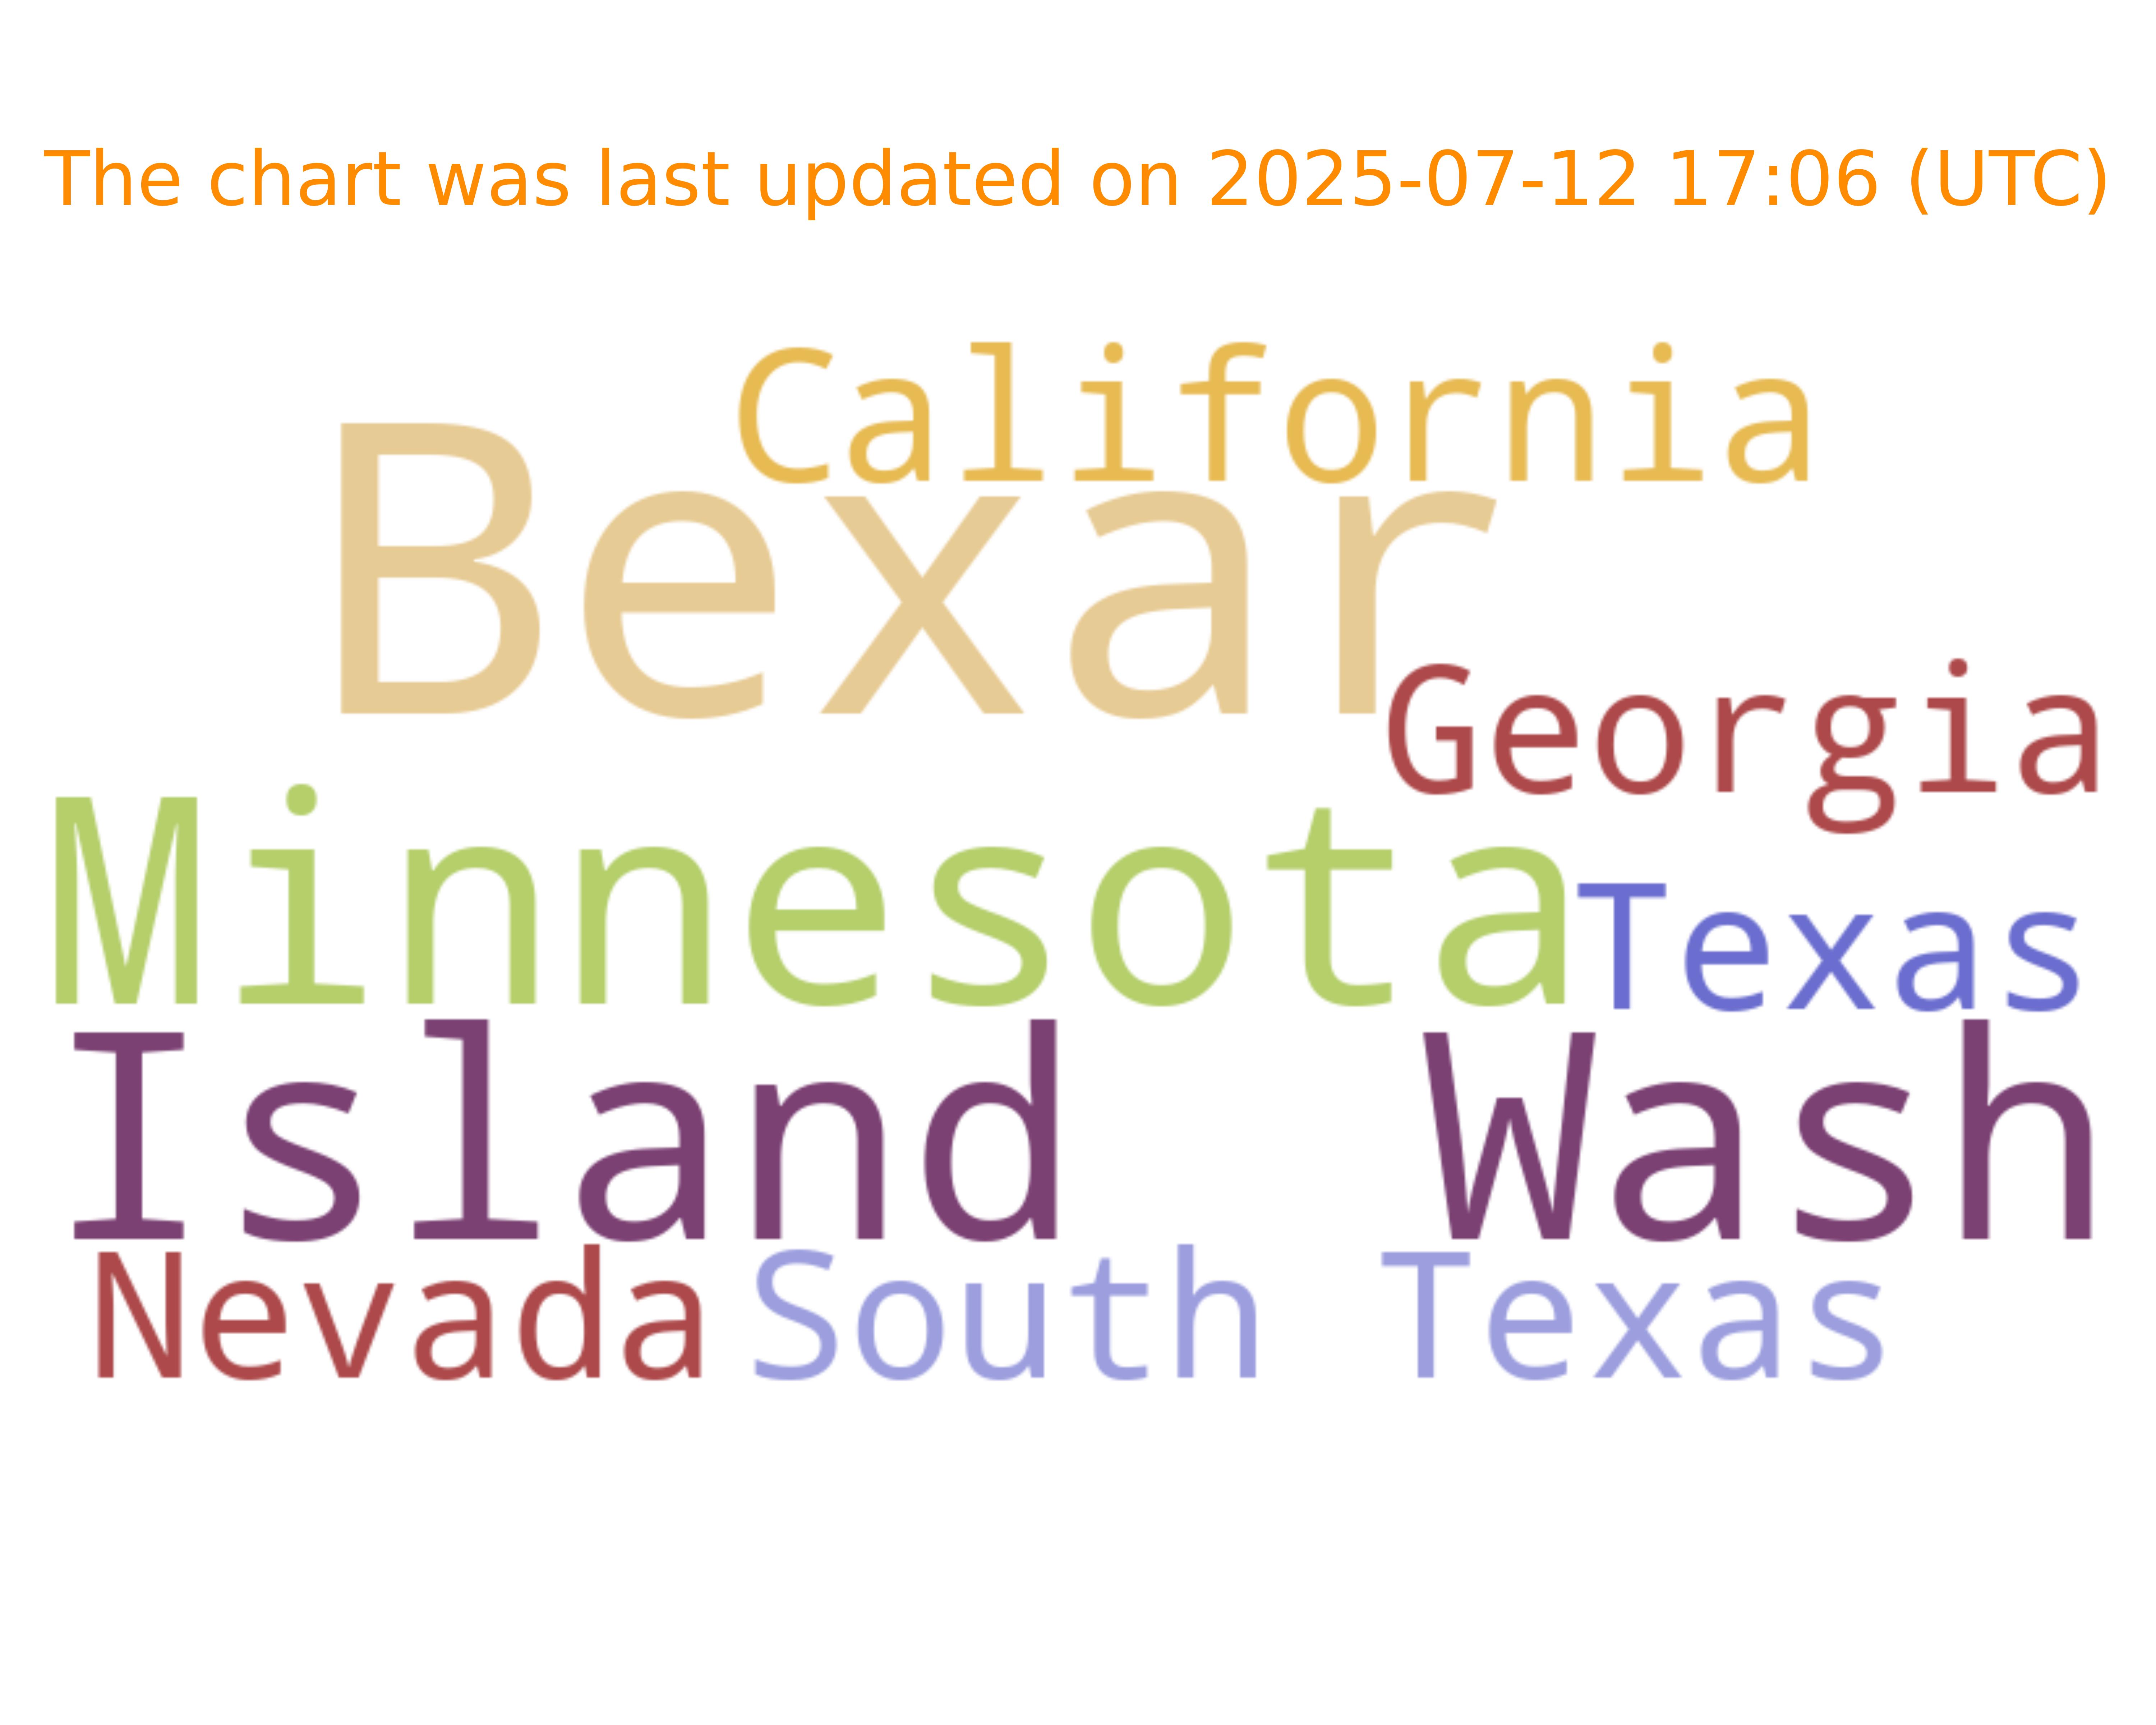 The chart was last updated on 2025-07-12 17:06 (UTC)
California
Bexar
Georgia
Minnesota
Texas
Island Wash
Nevada
South Texas